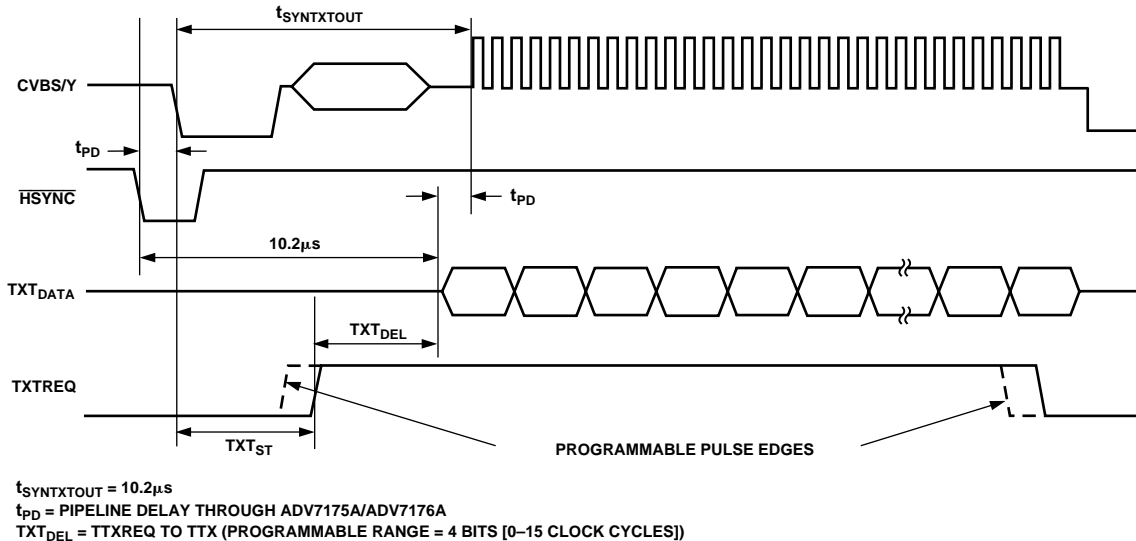 tSYNTXTOUT
CVBS/Y
tPD
HSYNC
tPD
10.2μs
TXTDATA
TXTDEL
TXTREQ
TXTST
PROGRAMMABLE PULSE EDGES
tSYNTXTOUT = 10.2μs
tPD = PIPELINE DELAY THROUGH ADV7175A/ADV7176A
TXTDEL = TTXREQ TO TTX (PROGRAMMABLE RANGE = 4 BITS [0–15 CLOCK CYCLES])